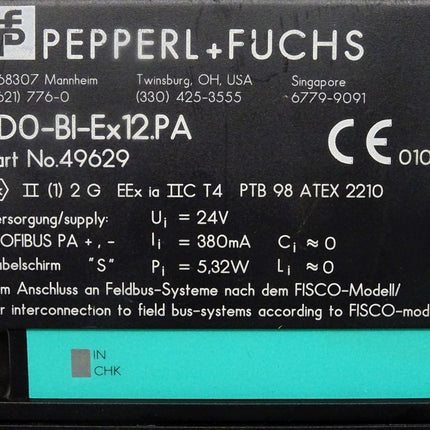 PEPPERL+FUCHS
68307 Mannheim Twinsburg, OH, USA Singapore
621) 776-0 (330) 425-3555 6779-9091
DO-BI-Ex12.PA
art No.49629 CE 010
II (1) 2 G EEx ia IIC T4 PTB 98 ATEX 2210
ersorgung/supply: Ui = 24V
OFIBUS PA +, - Ii = 380mA Ci ≈ 0
abelschirm "S" Pi = 5,32W Li ≈ 0
m Anschluss an Feldbus-Systeme nach dem FISCO-Modell/
r interconnection to field bus-systems according to FISCO-mod
IN
CHK